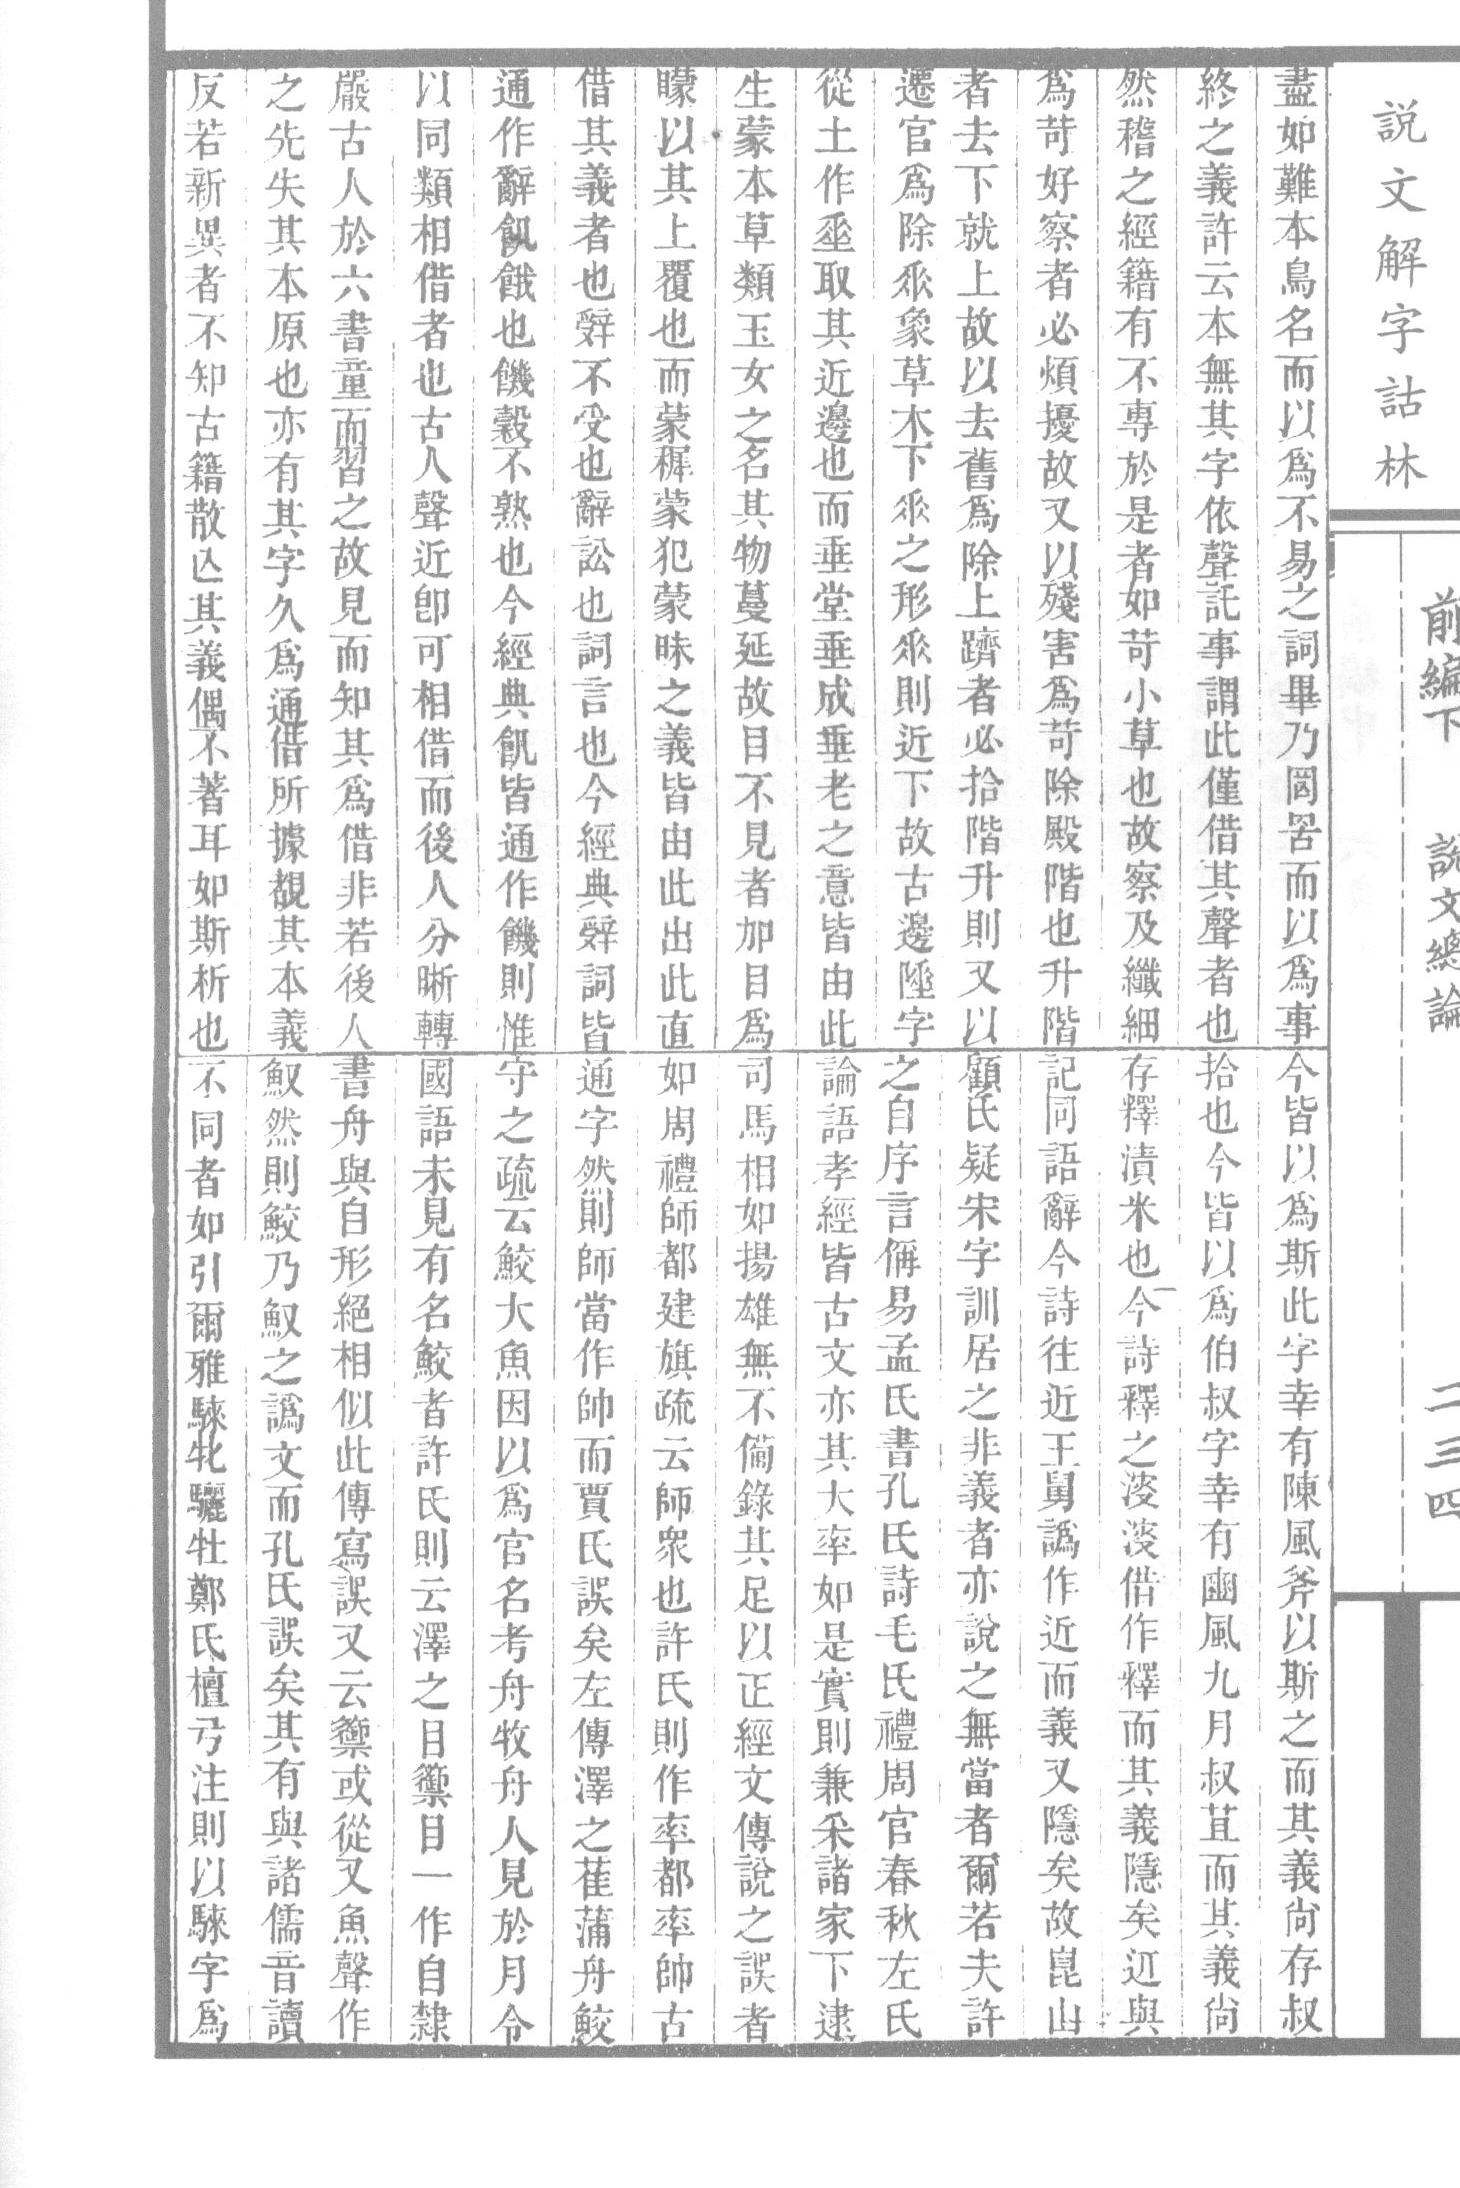 說文解字詁林
前編下　說文總論　二三四
盡如難本鳥名而以爲不易之詞畢乃罔罟而以爲事
終之義許云本無其字依聲託事謂此僅借其聲者也
然稽之經籍有不專於是者如苛小草也故察及纖細
爲苛好察者必煩擾故又以殘害爲苛除殿階也升階
者去下就上故以去舊爲除上躋者必拾階升則又以
遷官爲除𠂹象草木下𠂹之形𠂹則近下故古邊陲字
從土作埀取其近邊也而垂堂垂成垂老之意皆由此
生蒙本草類玉女之名其物蔓延故目不見者加目爲
矇以其上覆也而蒙穉蒙犯蒙昧之義皆由此出此直
借其義者也辤不受也辭訟也詞言也今經典辤詞皆
通作辭飢餓也饑穀不熟也今經典飢皆通作饑則惟
以同類相借者也古人聲近卽可相借而後人分晰轉
嚴古人於六書童而習之故見而知其爲借非若後人
之先失其本原也亦有其字久爲通借所據覩其本義
反若新異者不知古籍散亾其義偶不著耳如斯析也
今皆以爲斯此字幸有陳風斧以斯之而其義尙存叔
拾也今皆以爲伯叔字幸有豳風九月叔苴而其義尙
存釋漬米也今詩釋之淩淩借作釋而其義隱矣䢋與
記同語辭今詩往近王舅譌作近而義又隱矣故崑山
顧氏疑宋字訓居之非義者亦說之無當者爾若夫許
之自序言偁易孟氏書孔氏詩毛氏禮周官春秋左氏
論語孝經皆古文亦其大率如是實則兼采諸家下逮
司馬相如揚雄無不僃錄其足以正經文傳說之誤者
如周禮師都建旗疏云師衆也許氏則作率都率帥古
通字然則師當作帥而賈氏誤矣左傳澤之萑蒲舟鮫
守之疏云鮫大魚因以爲官名考舟牧舟人見於月令
國語未見有名鮫者許氏則云澤之目籞目一作自隸
書舟與自形絕相似此傳寫誤又云籞或從又魚聲作
䰻然則鮫乃䰻之譌文而孔氏誤矣其有與諸儒音讀
不同者如引爾雅騋牝驪牡鄭氏檀弓注則以騋字爲